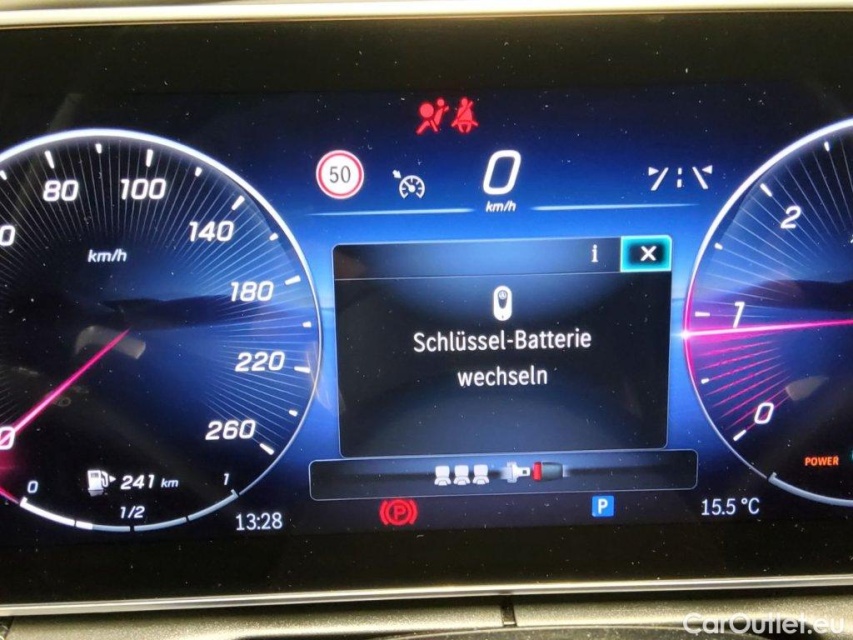 50
0
km/h
80
100
140
180
220
260
km/h
0
1/2
1
241 km
13:28
i
Schlüssel-Batterie
wechseln
P
P
15.5 °C
2
1
0
POWER
CarOutlet.eu